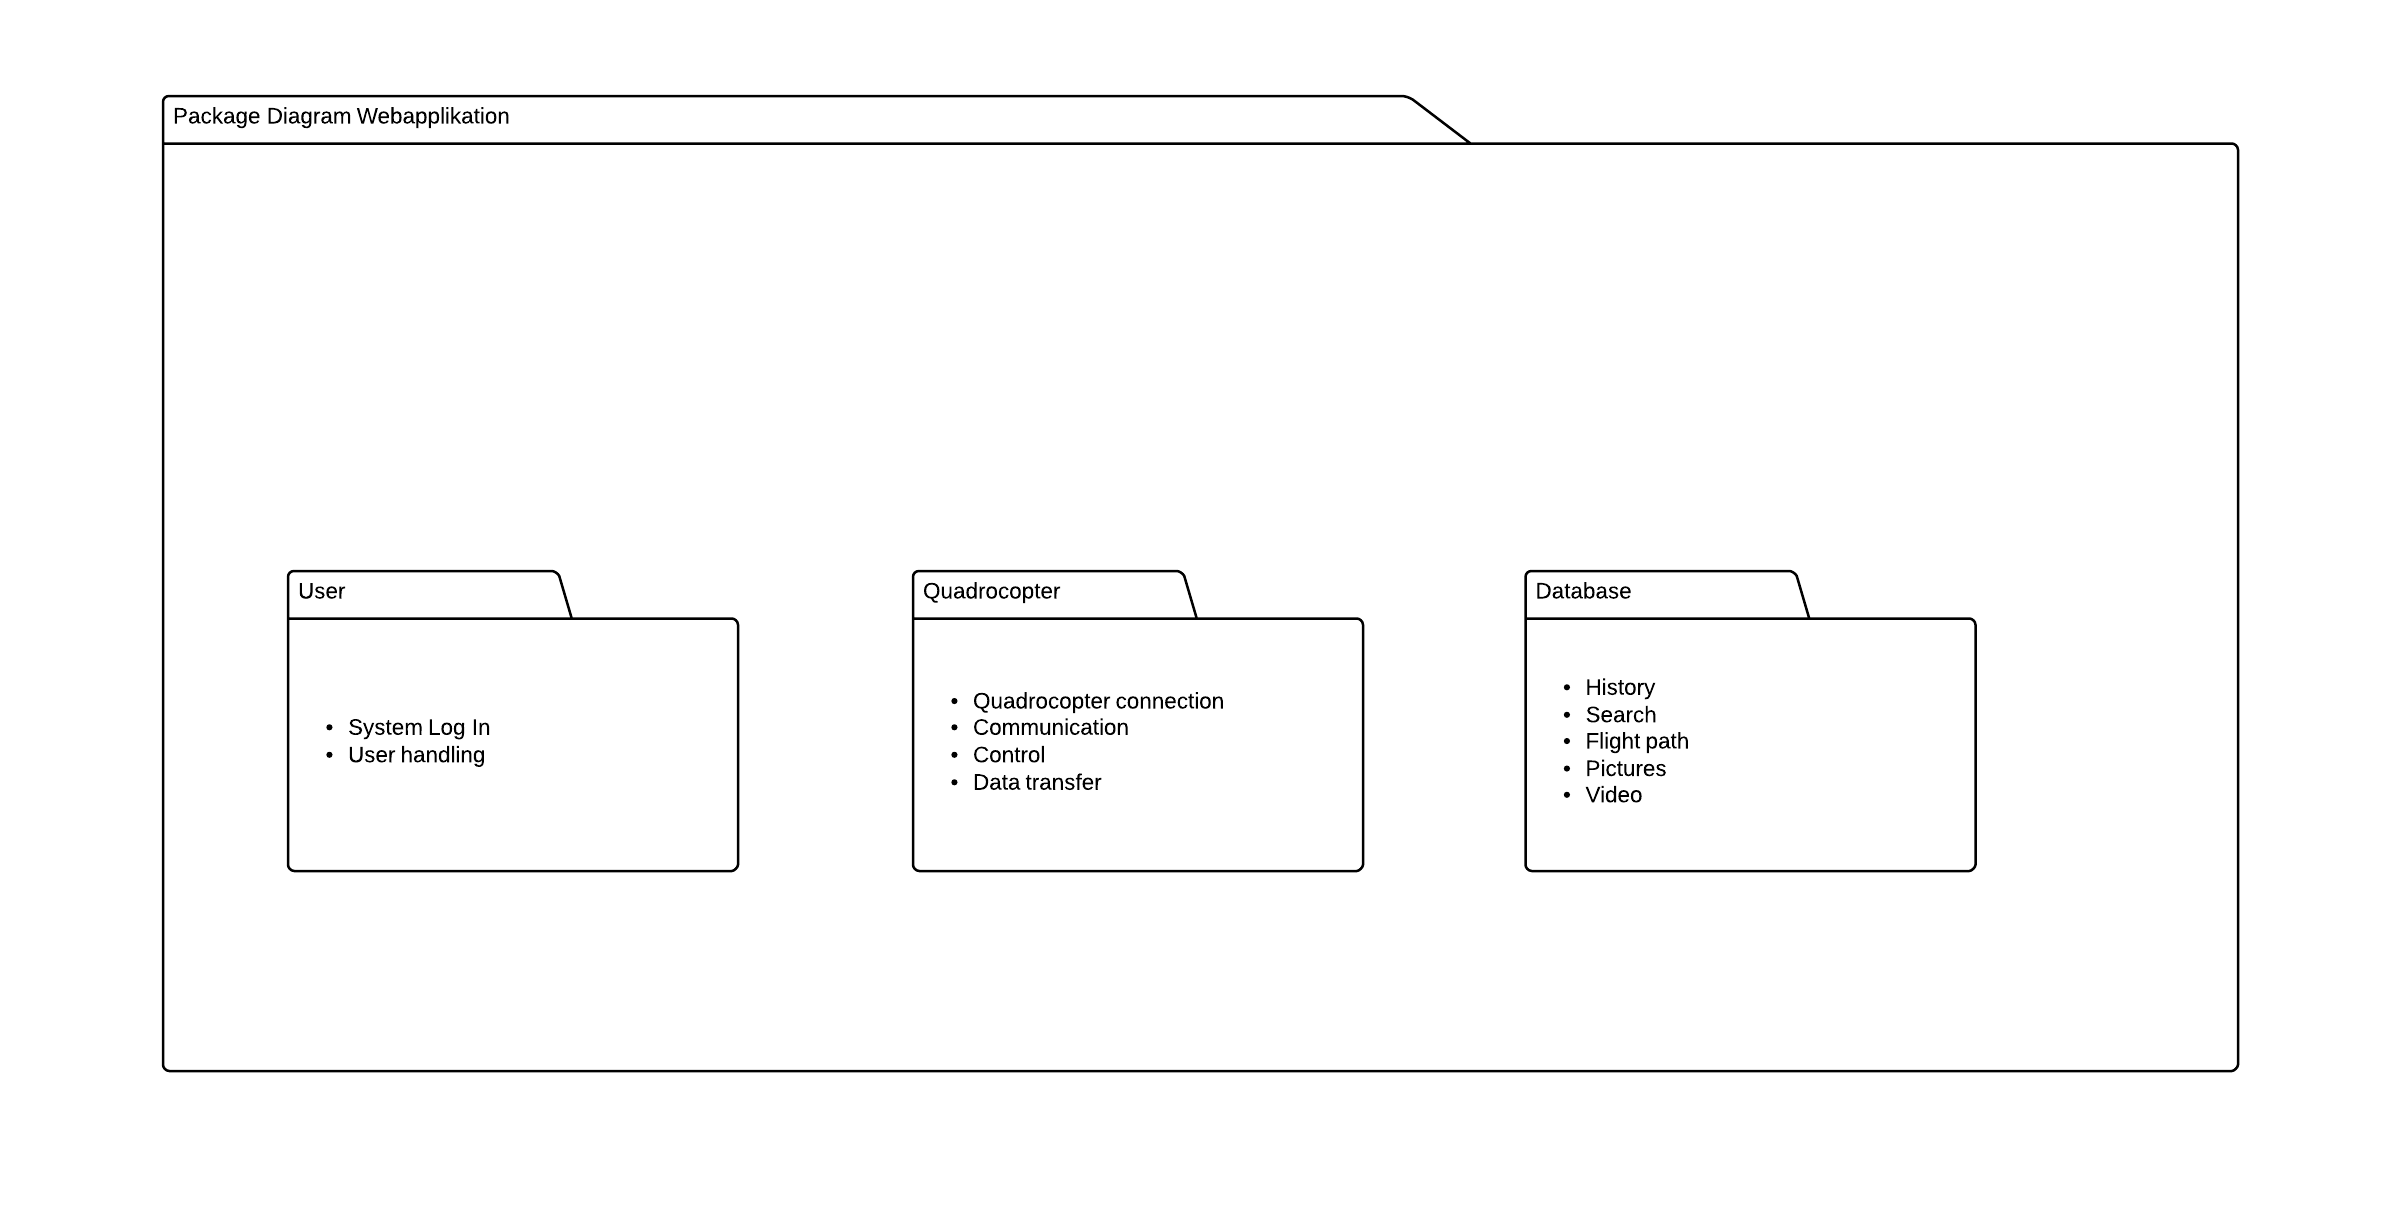 Package Diagram Webapplikation
User
• System Log In
• User handling
Quadrocopter
• Quadrocopter connection
• Communication
• Control
• Data transfer
Database
• History
• Search
• Flight path
• Pictures
• Video